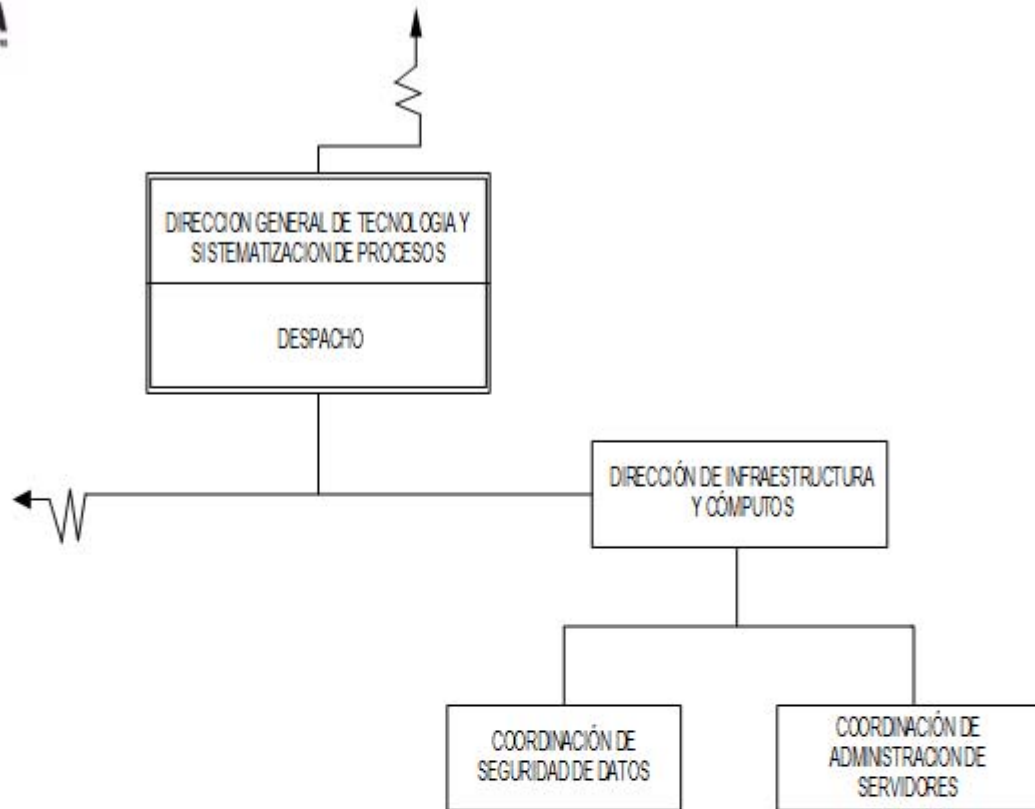 DIRECCION GENERAL DE TECNOLOGIA Y
SISTEMATIZACION DE PROCESOS
DESPACHO
DIRECCIÓN DE INFRAESTRUCTURA
Y CÓMPUTOS
COORDINACIÓN DE
SEGURIDAD DE DATOS
COORDINACIÓN DE
ADMINISTRACION DE
SERVIDORES